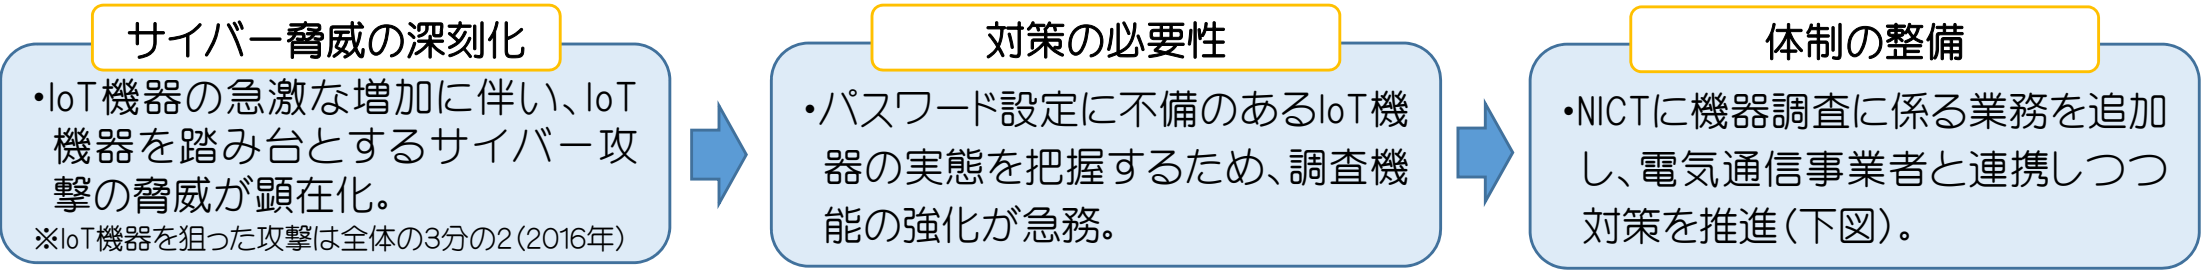 サイバー脅威の深刻化
・IoT機器の急激な増加に伴い、IoT
機器を踏み台とするサイバー攻
撃の脅威が顕在化。
※IoT機器を狙った攻撃は全体の3分の2（2016年）
対策の必要性
・パスワード設定に不備のあるIoT機
器の実態を把握するため、調査機
能の強化が急務。
体制の整備
・NICTに機器調査に係る業務を追加
し、電気通信事業者と連携しつつ
対策を推進（下図）。